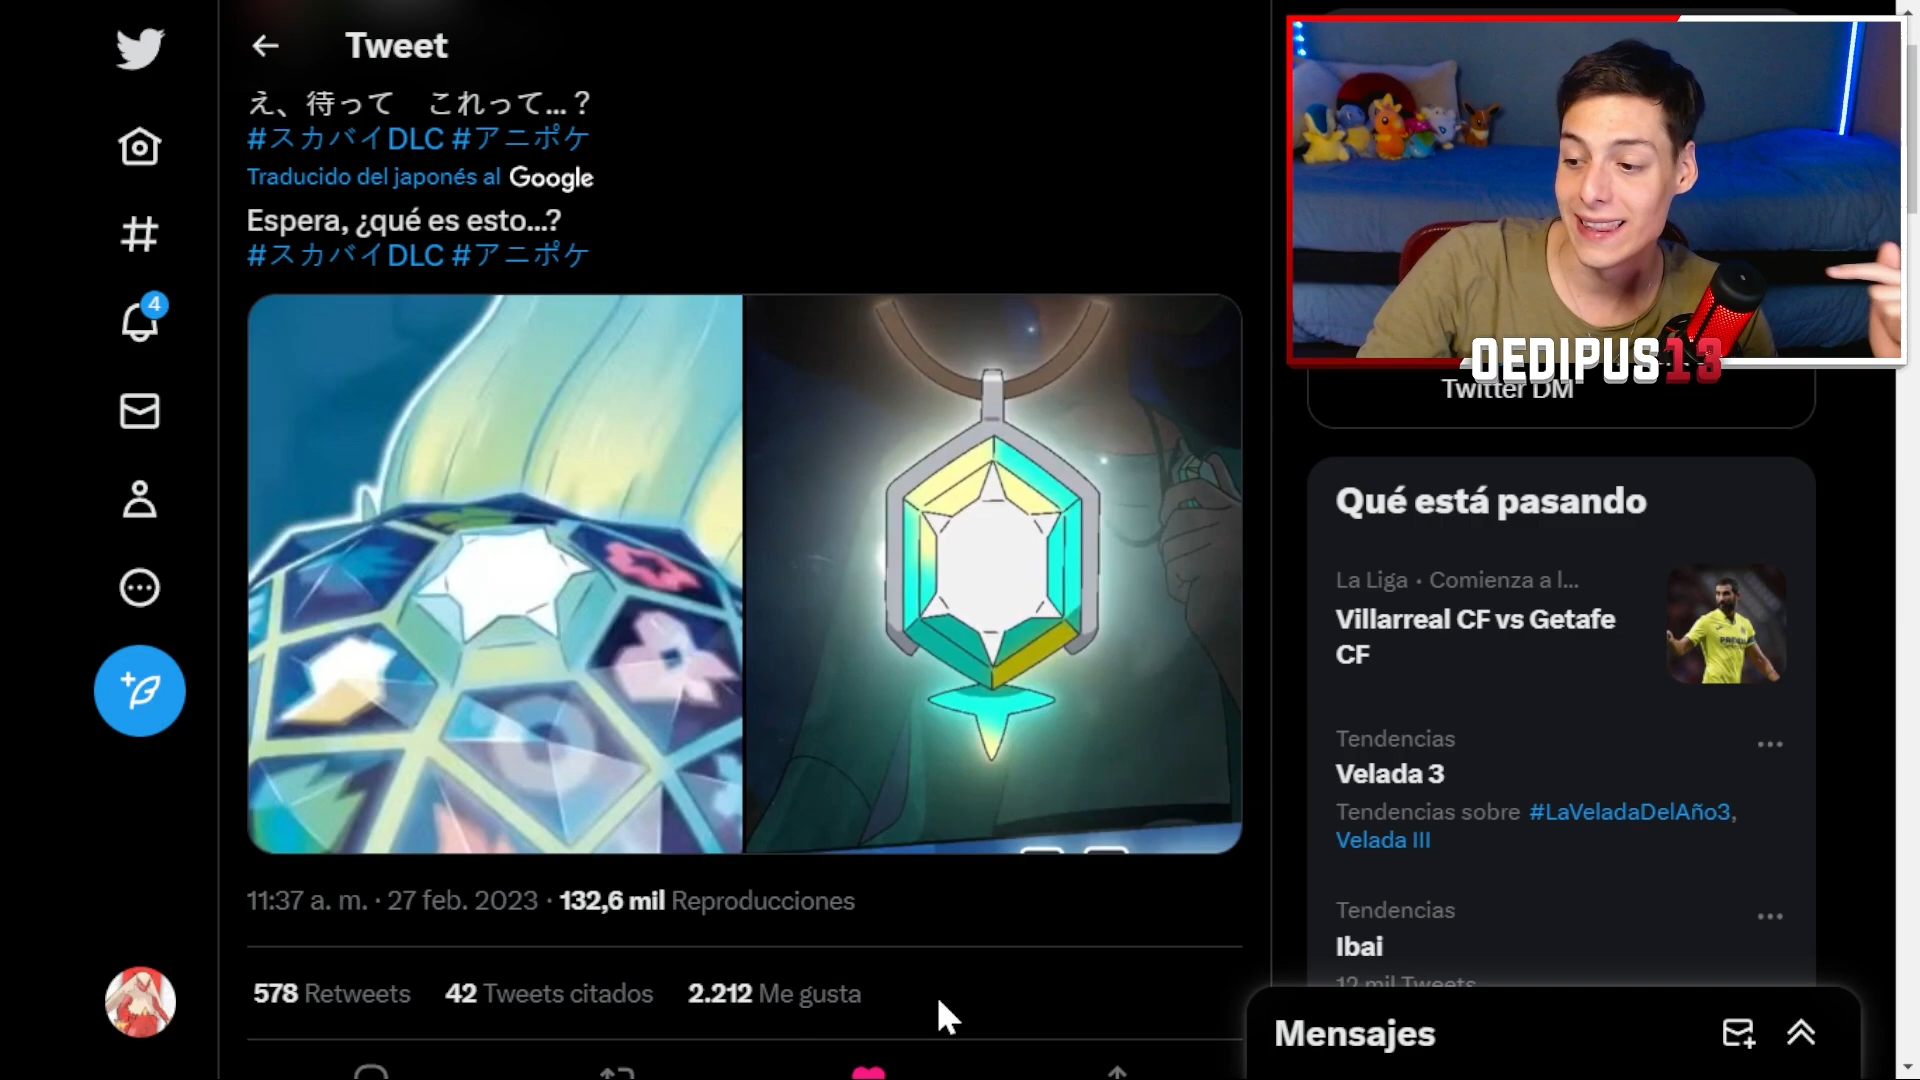 Tweet
え、待って　これって...？
#スカバイDLC #アニポケ
Traducido del japonés al Google
Espera, ¿qué es esto...?
#スカバイDLC #アニポケ
11:37 a. m. · 27 feb. 2023 · 132,6 mil Reproducciones
578 Retweets 42 Tweets citados 2.212 Me gusta
4
OEDIPUS13
Twitter DM
Qué está pasando
La Liga · Comienza a l...
Villarreal CF vs Getafe
CF
Tendencias
Velada 3
Tendencias sobre #LaVeladaDelAño3,
Velada III
Tendencias
Ibai
12 mil Tweets
Mensajes